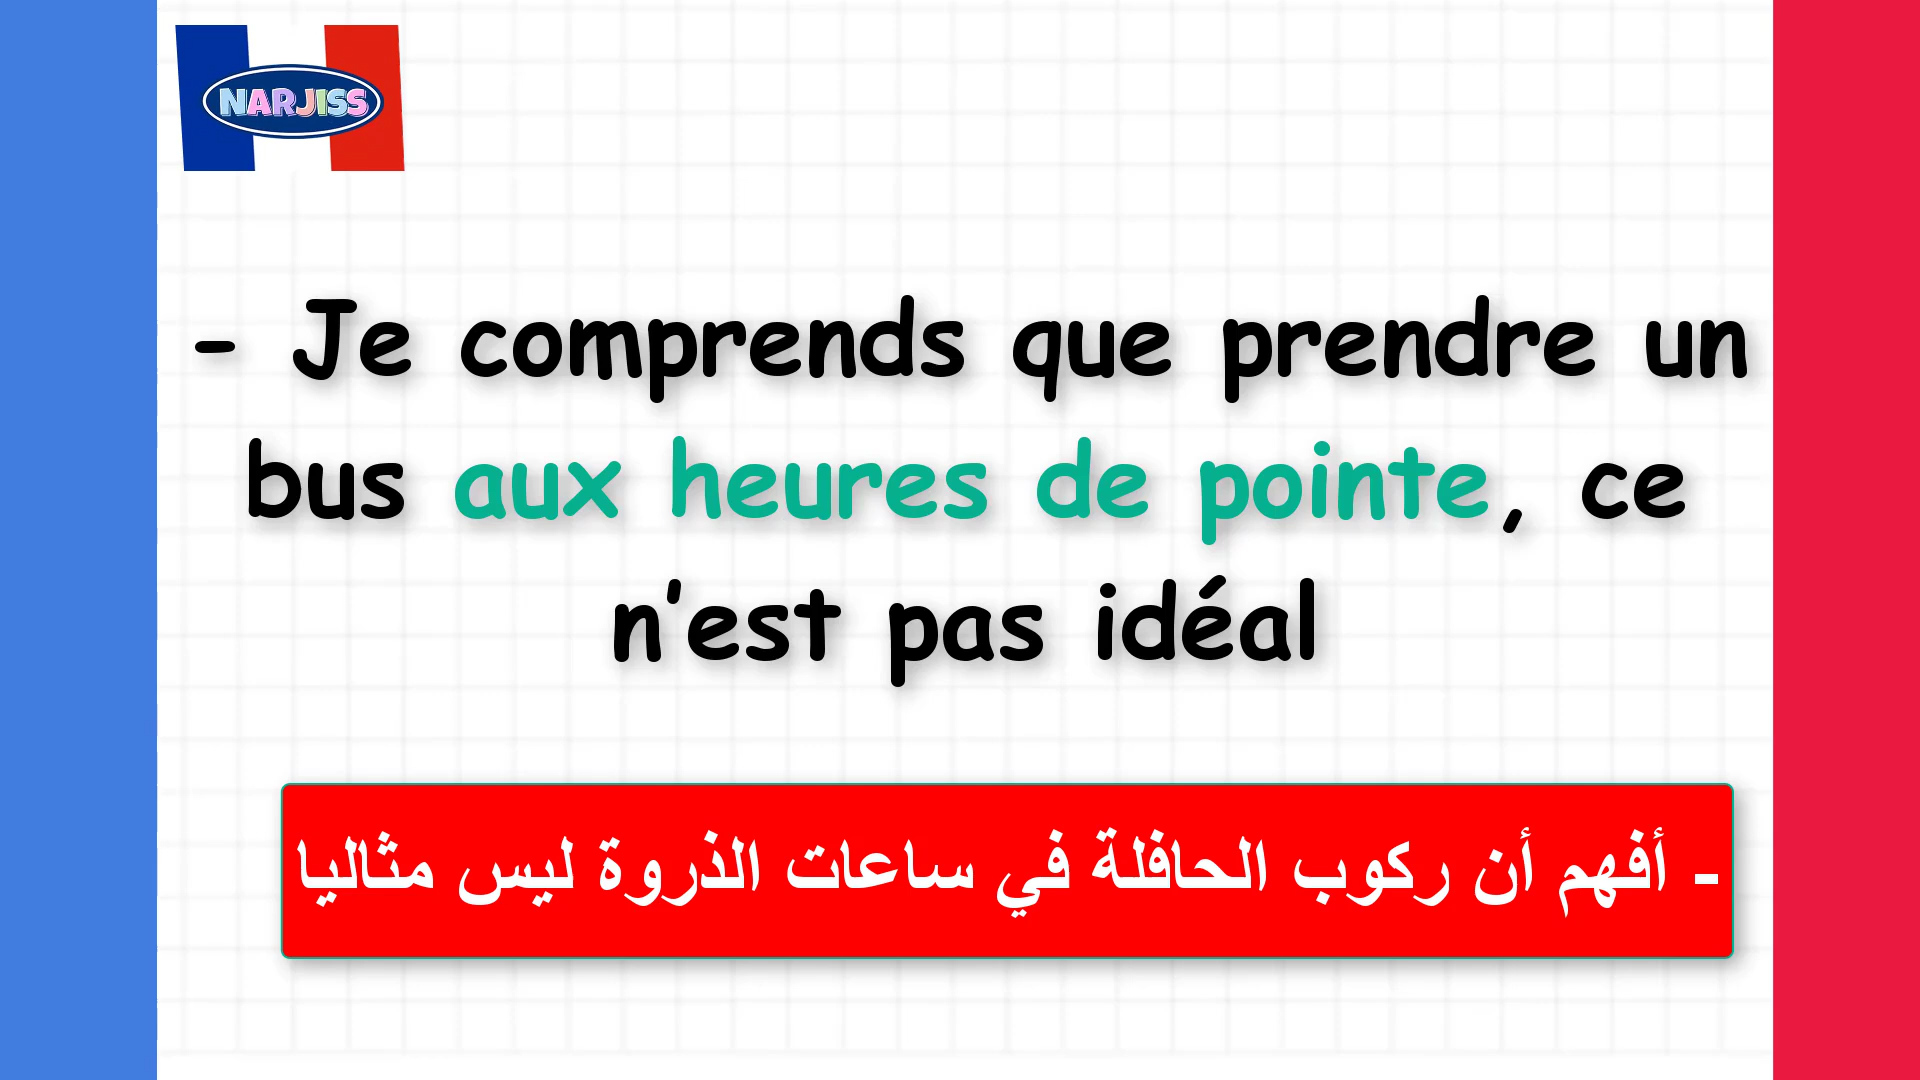 NARJISS
- Je comprends que prendre un
bus aux heures de pointe, ce
n’est pas idéal
- أفهم أن ركوب الحافلة في ساعات الذروة ليس مثاليا